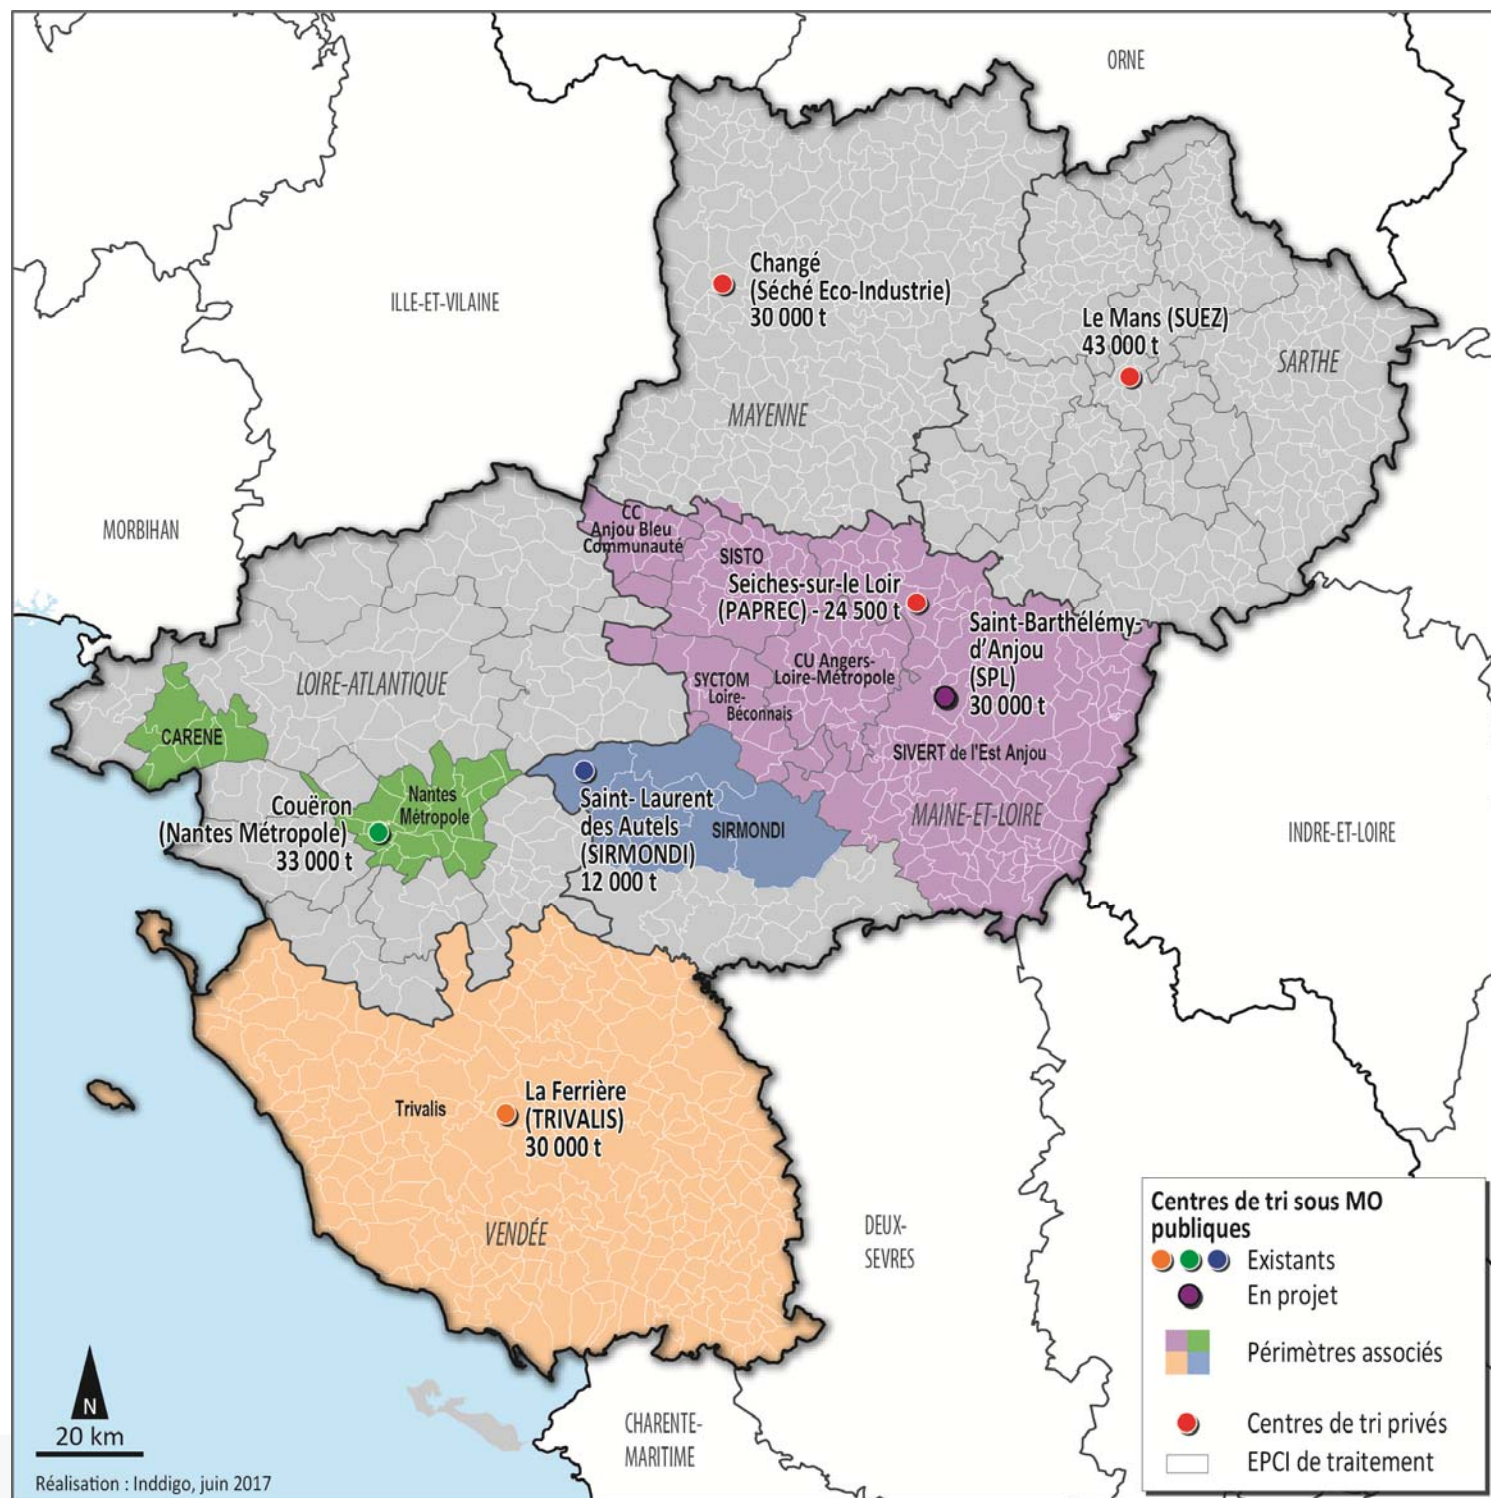 ORNE
ILLE-ET-VILAINE
Changé
(Séché Eco-Industrie)
30 000 t
Le Mans (SUEZ)
43 000 t
SARTHE
MAYENNE
MORBIHAN
CC
Anjou Bleu
Communauté
SISTO
Seiches-sur-le Loir
(PAPREC) - 24 500 t
Saint-Barthélémy-
d'Anjou
(SPL)
30 000 t
CU Angers-
Loire-Métropole
SYCTOM
Loire-
Béconnais
LOIRE-ATLANTIQUE
CARENE
SIVERT de l'Est Anjou
MAINE-ET-LOIRE
Nantes
Métropole
Couëron
(Nantes Métropole)
33 000 t
Saint- Laurent
des Autels
(SIRMONDI)
12 000 t
SIRMONDI
INDRE-ET-LOIRE
Trivalis
La Ferrière
(TRIVALIS)
30 000 t
VENDÉE
DEUX-
SEVRES
CHARENTE-
MARITIME
N
20 km
Réalisation : Inddigo, juin 2017
Centres de tri sous MO
publiques
Existants
En projet
Périmètres associés
Centres de tri privés
EPCI de traitement